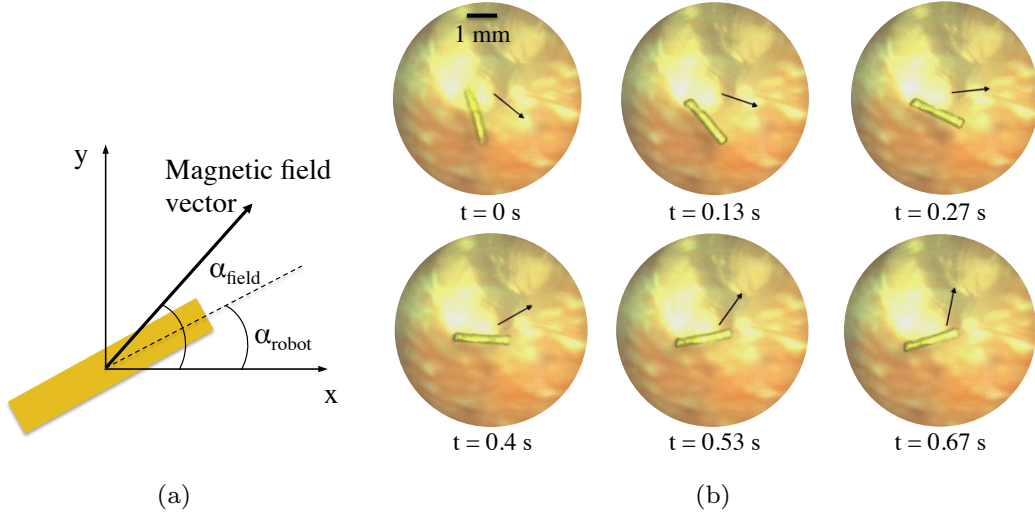 y
Magnetic field
vector
α_field
α_robot
x
(a)
1 mm
t = 0 s
t = 0.13 s
t = 0.27 s
t = 0.4 s
t = 0.53 s
t = 0.67 s
(b)